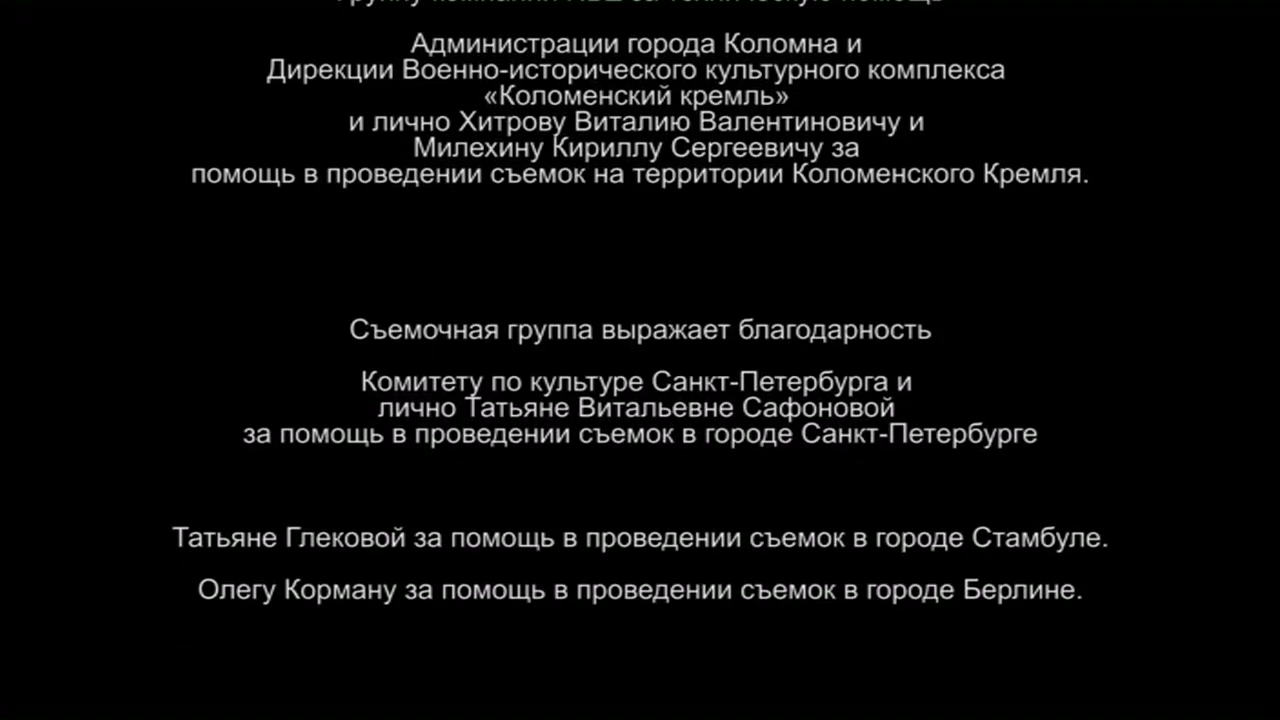 Администрации города Коломна и
Дирекции Военно-исторического культурного комплекса
«Коломенский кремль»
и лично Хитрову Виталию Валентиновичу и
Милехину Кириллу Сергеевичу за
помощь в проведении съемок на территории Коломенского Кремля.
Съемочная группа выражает благодарность
Комитету по культуре Санкт-Петербурга и
лично Татьяне Витальевне Сафоновой
за помощь в проведении съемок в городе Санкт-Петербурге
Татьяне Глековой за помощь в проведении съемок в городе Стамбуле.
Олегу Корману за помощь в проведении съемок в городе Берлине.